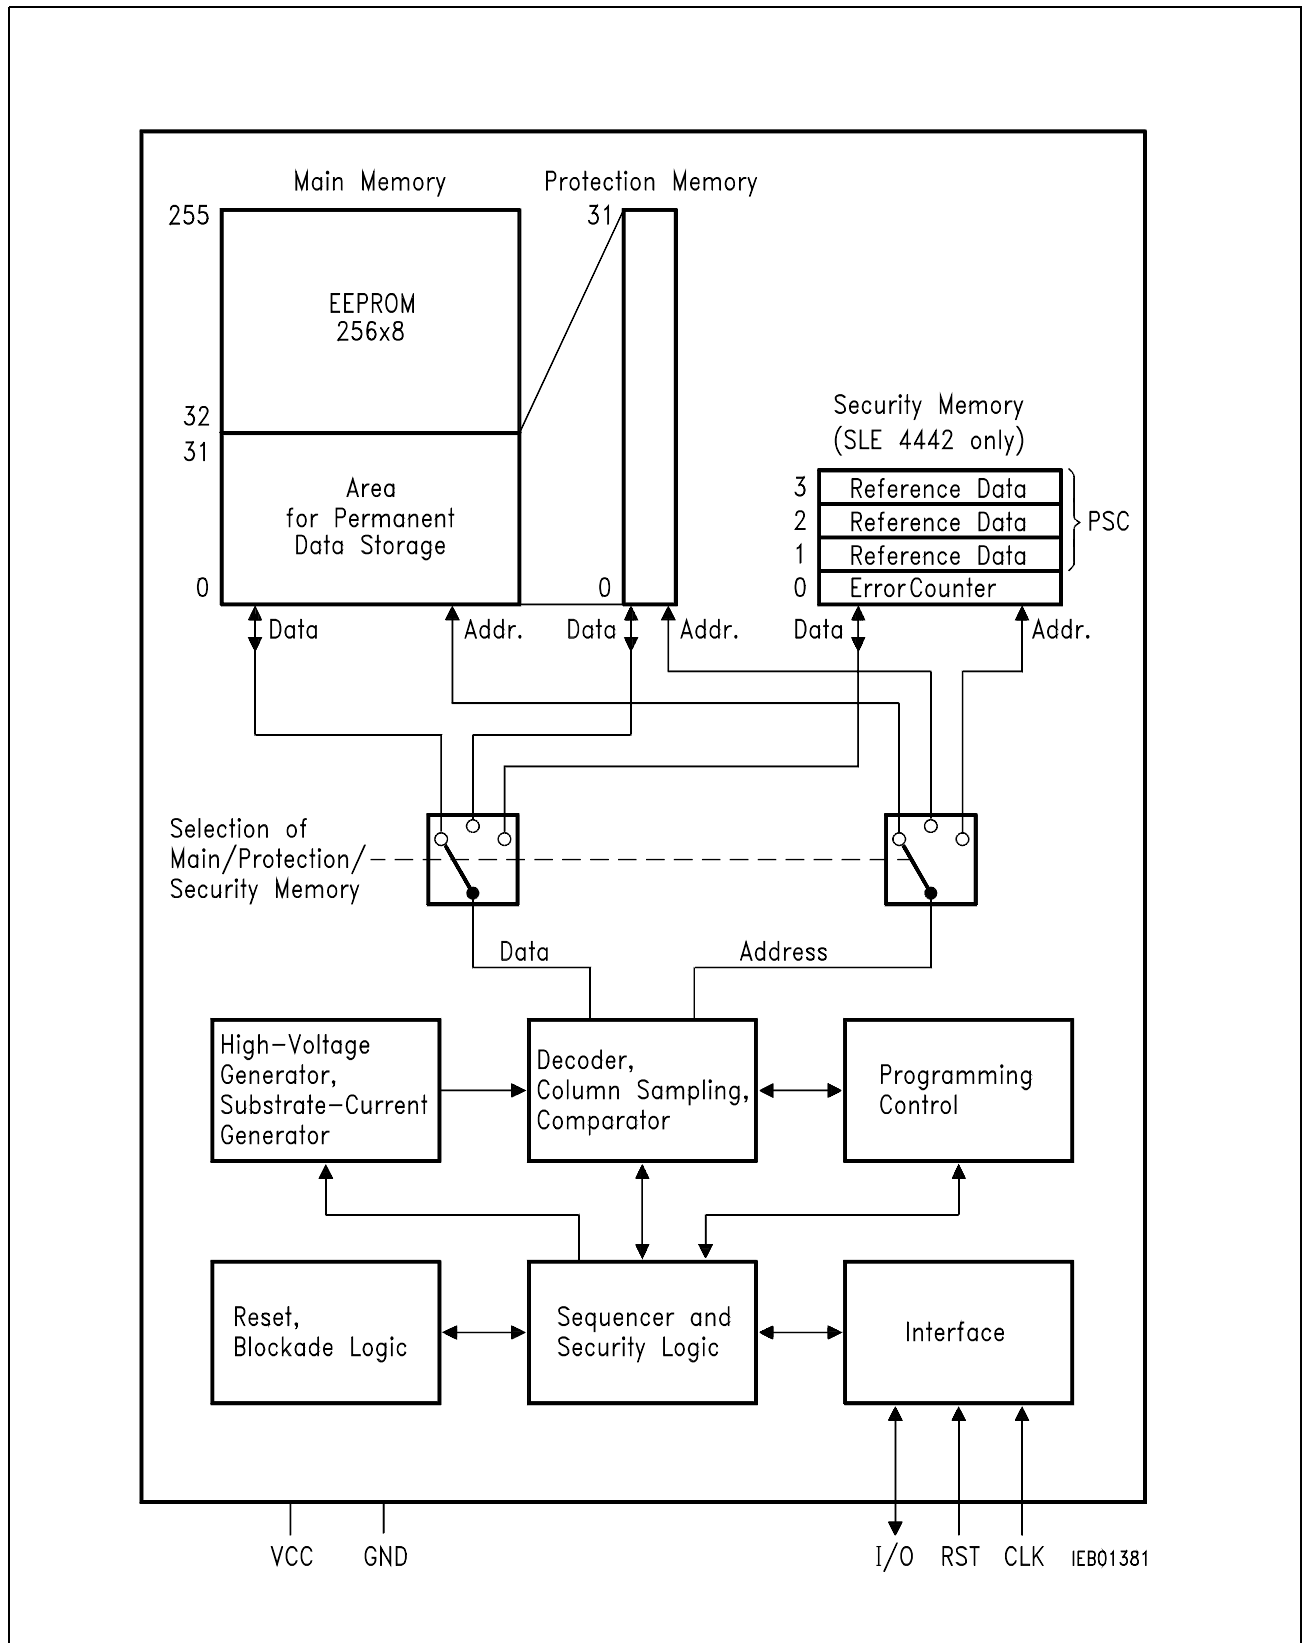 Main Memory
Protection Memory
255
31
EEPROM
256x8
32
31
Area
for Permanent
Data Storage
0
0
Security Memory
(SLE 4442 only)
3
Reference Data
2
Reference Data
PSC
1
Reference Data
0
ErrorCounter
Data
Addr.
Data
Addr.
Data
Addr.
Selection of
Main/Protection/
Security Memory
Data
Address
High-Voltage
Generator,
Substrate-Current
Generator
Decoder,
Column Sampling,
Comparator
Programming
Control
Reset,
Blockade Logic
Sequencer and
Security Logic
Interface
VCC
GND
I/O
RST
CLK
IEB01381